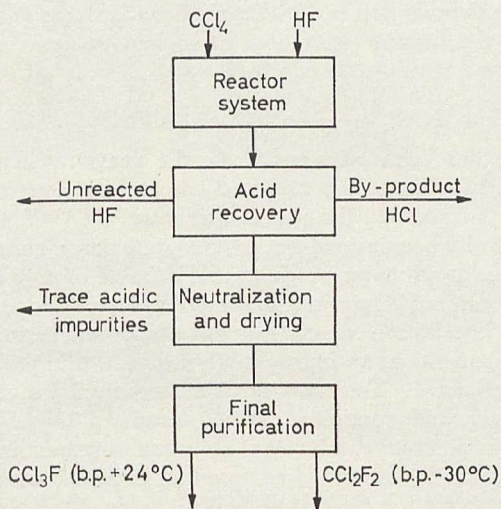 CCl₄ HF
Reactor
system
Unreacted
HF
Acid
recovery
By-product
HCl
Trace acidic
impurities
Neutralization
and drying
Final
purification
CCl₃F (b.p.+24°C) CCl₂F₂ (b.p.-30°C)